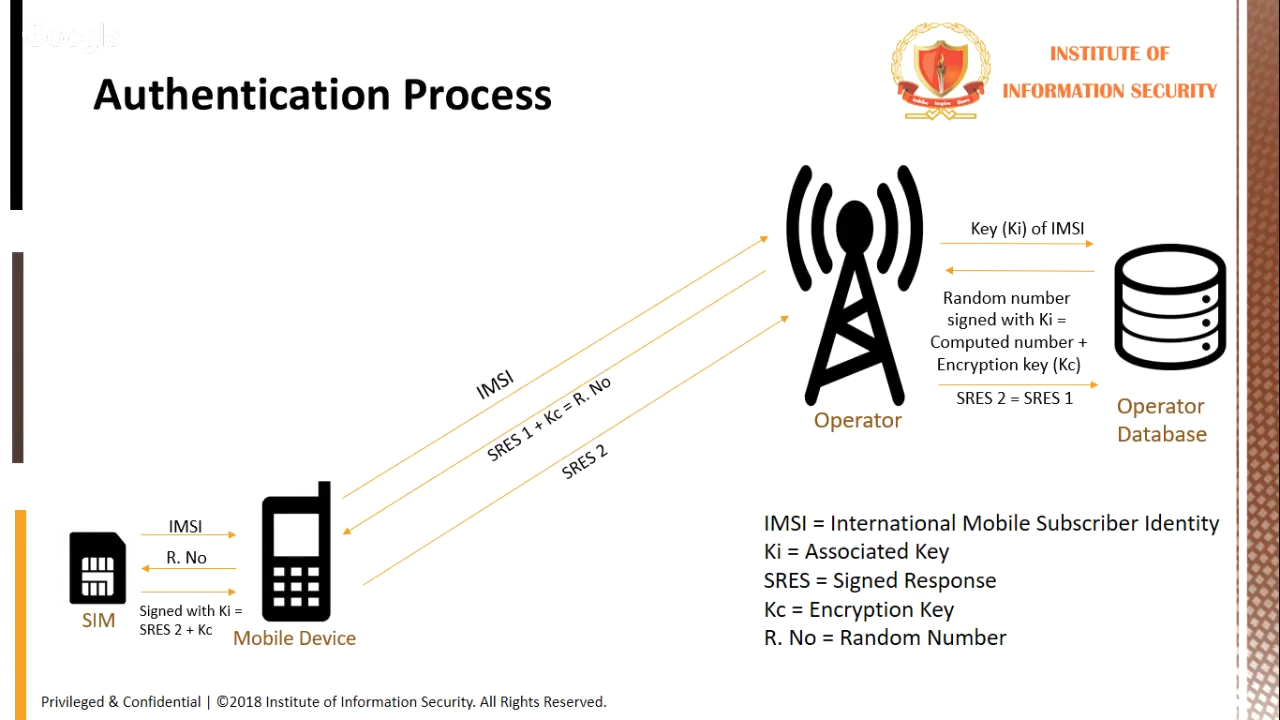 Google
Authentication Process
INSTITUTE OF
INFORMATION SECURITY
Key (Ki) of IMSI
Random number
signed with Ki =
Computed number +
Encryption key (Kc)
SRES 2 = SRES 1
Operator
Operator
Database
IMSI
SRES 1 + Kc = R. No
SRES 2
IMSI
R. No
Signed with Ki =
SRES 2 + Kc
SIM
Mobile Device
IMSI = International Mobile Subscriber Identity
Ki = Associated Key
SRES = Signed Response
Kc = Encryption Key
R. No = Random Number
Privileged & Confidential | ©2018 Institute of Information Security. All Rights Reserved.